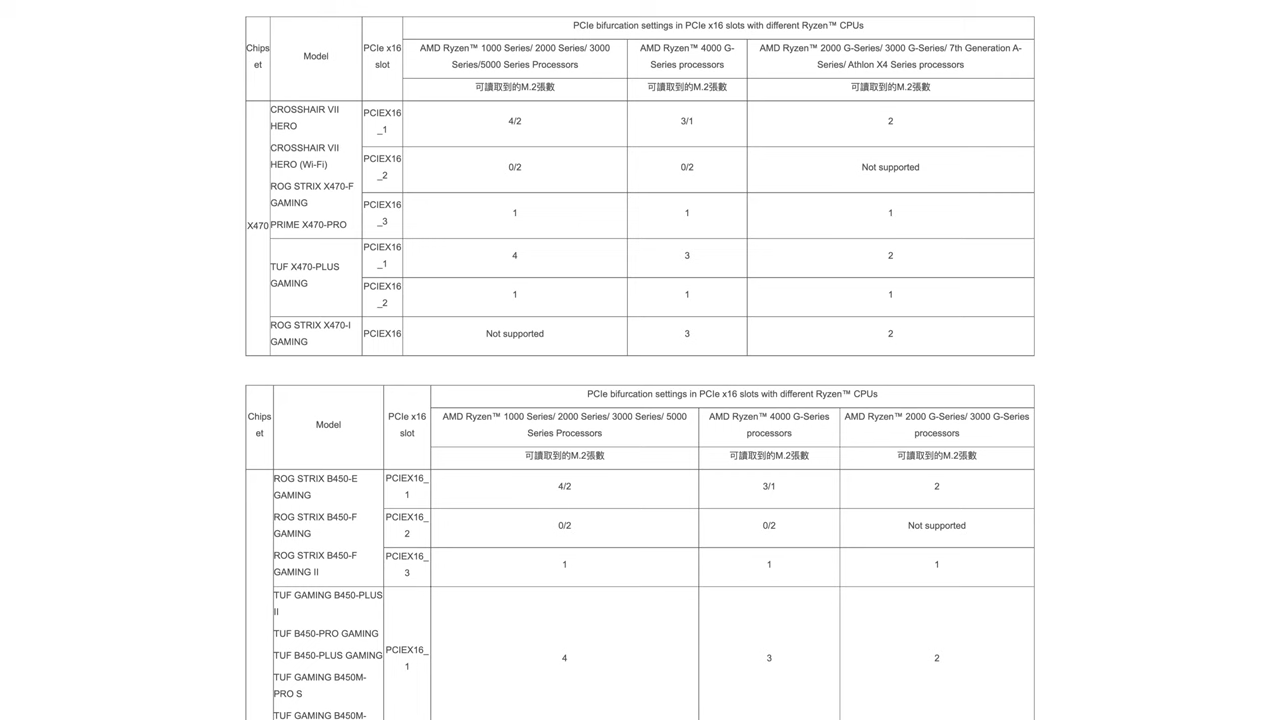 PCIe bifurcation settings in PCIe x16 slots with different Ryzen™ CPUs
Chips
et
Model
PCIe x16
slot
AMD Ryzen™ 1000 Series/ 2000 Series/ 3000
Series/5000 Series Processors
AMD Ryzen™ 4000 G-
Series processors
AMD Ryzen™ 2000 G-Series/ 3000 G-Series/ 7th Generation A-
Series/ Athlon X4 Series processors
可讀取到的M.2張數
可讀取到的M.2張數
可讀取到的M.2張數
X470
CROSSHAIR VII
HERO
CROSSHAIR VII
HERO (Wi-Fi)
ROG STRIX X470-F
GAMING
PRIME X470-PRO
PCIEX16
_1
4/2
3/1
2
PCIEX16
_2
0/2
0/2
Not supported
PCIEX16
_3
1
1
1
TUF X470-PLUS
GAMING
PCIEX16
_1
4
3
2
PCIEX16
_2
1
1
1
ROG STRIX X470-I
GAMING
PCIEX16
Not supported
3
2
PCIe bifurcation settings in PCIe x16 slots with different Ryzen™ CPUs
Chips
et
Model
PCIe x16
slot
AMD Ryzen™ 1000 Series/ 2000 Series/ 3000 Series/ 5000
Series Processors
AMD Ryzen™ 4000 G-Series
processors
AMD Ryzen™ 2000 G-Series/ 3000 G-Series
processors
可讀取到的M.2張數
可讀取到的M.2張數
可讀取到的M.2張數
ROG STRIX B450-E
GAMING
ROG STRIX B450-F
GAMING
ROG STRIX B450-F
GAMING II
PCIEX16_
1
4/2
3/1
2
PCIEX16_
2
0/2
0/2
Not supported
PCIEX16_
3
1
1
1
TUF GAMING B450-PLUS
II
TUF B450-PRO GAMING
TUF B450-PLUS GAMING
TUF GAMING B450M-
PRO S
TUF GAMING B450M-
PCIEX16_
1
4
3
2